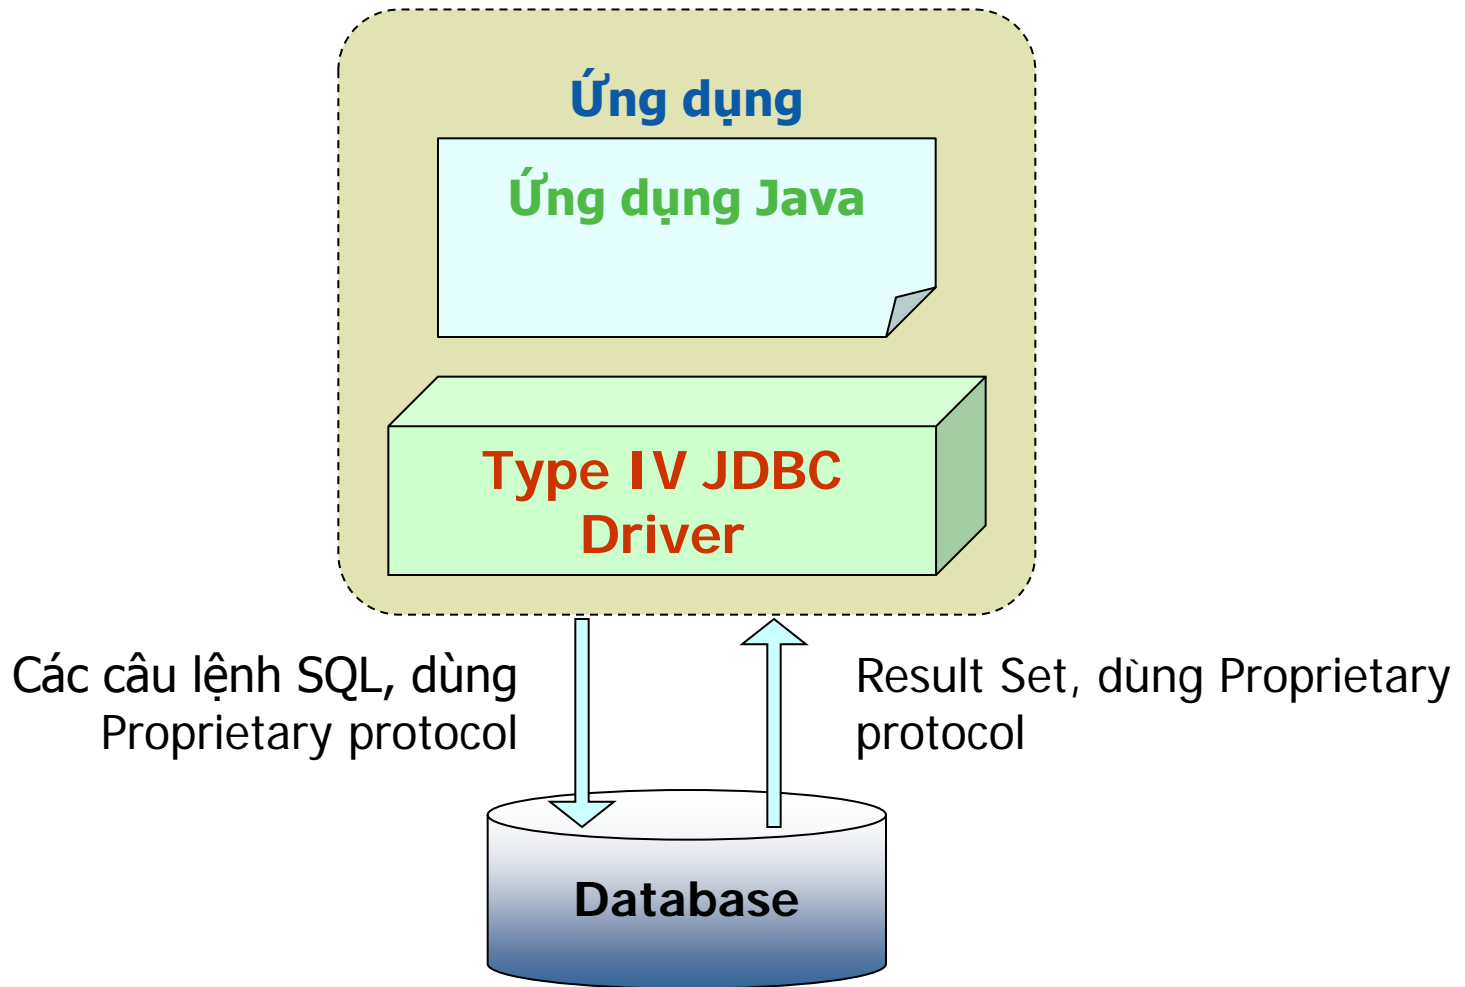 Ứng dụng
Ứng dụng Java
Type IV JDBC
Driver
Các câu lệnh SQL, dùng
Proprietary protocol
Result Set, dùng Proprietary
protocol
Database